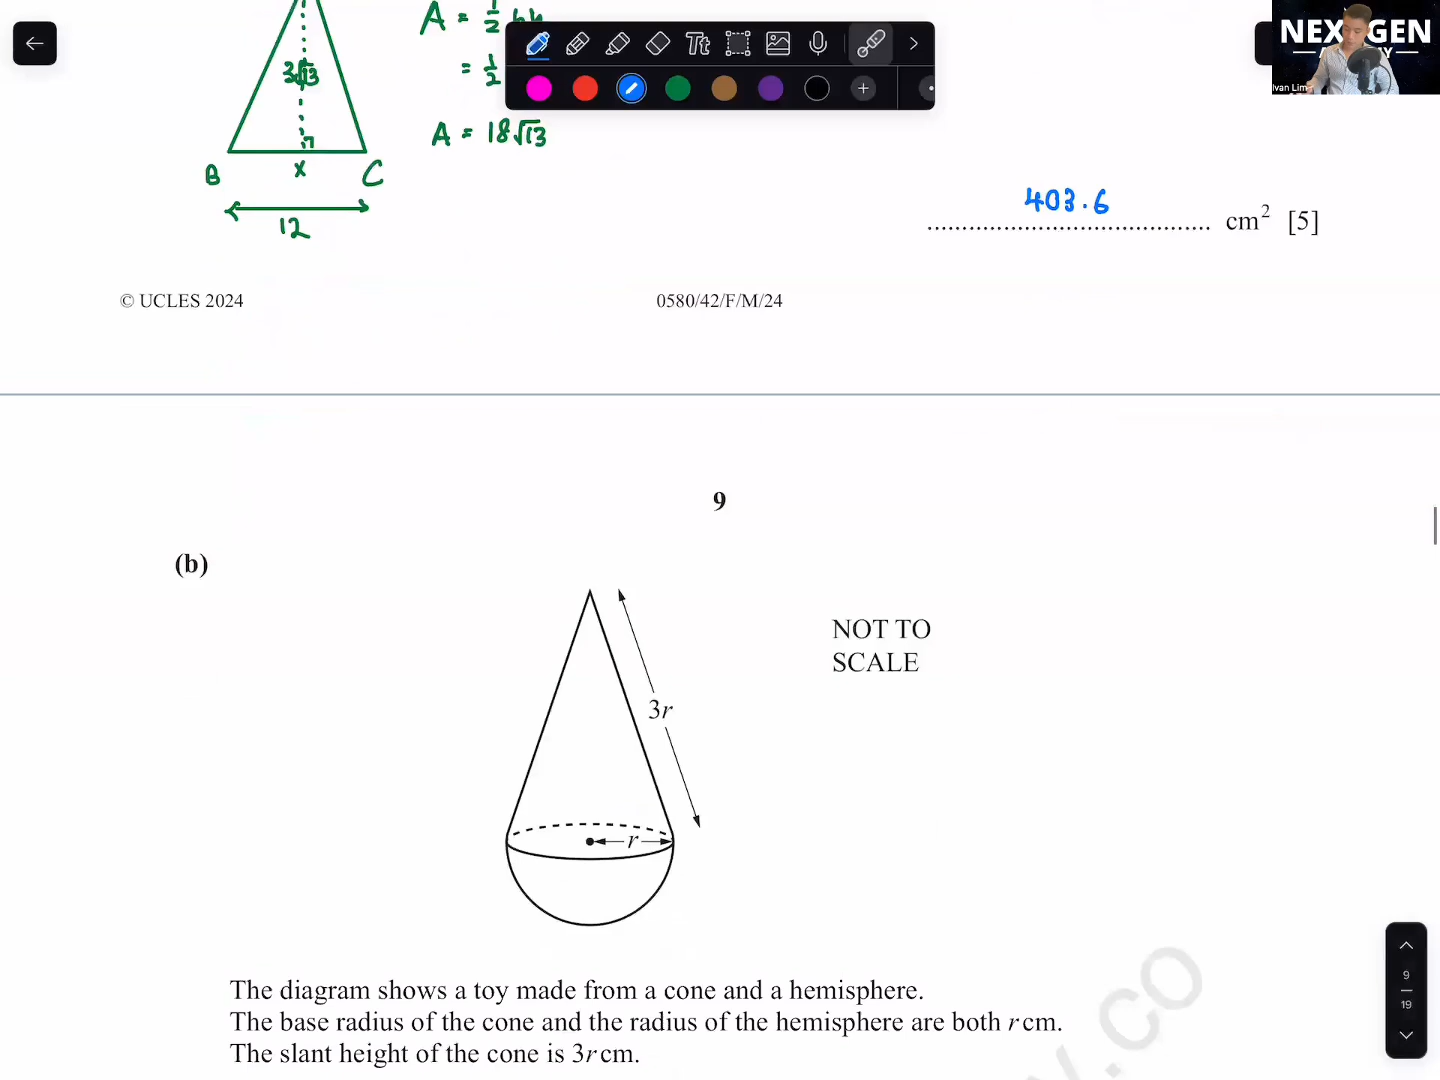 A = 1/2 bh
3√13
= 1/2
A = 18√13
B x C
12
403.6
cm² [5]
© UCLES 2024 0580/42/F/M/24
9
(b)
NOT TO
SCALE
3r
r
The diagram shows a toy made from a cone and a hemisphere.
The base radius of the cone and the radius of the hemisphere are both r cm.
The slant height of the cone is 3r cm.
Tt
NEX GEN
Ivan Lim
9
19